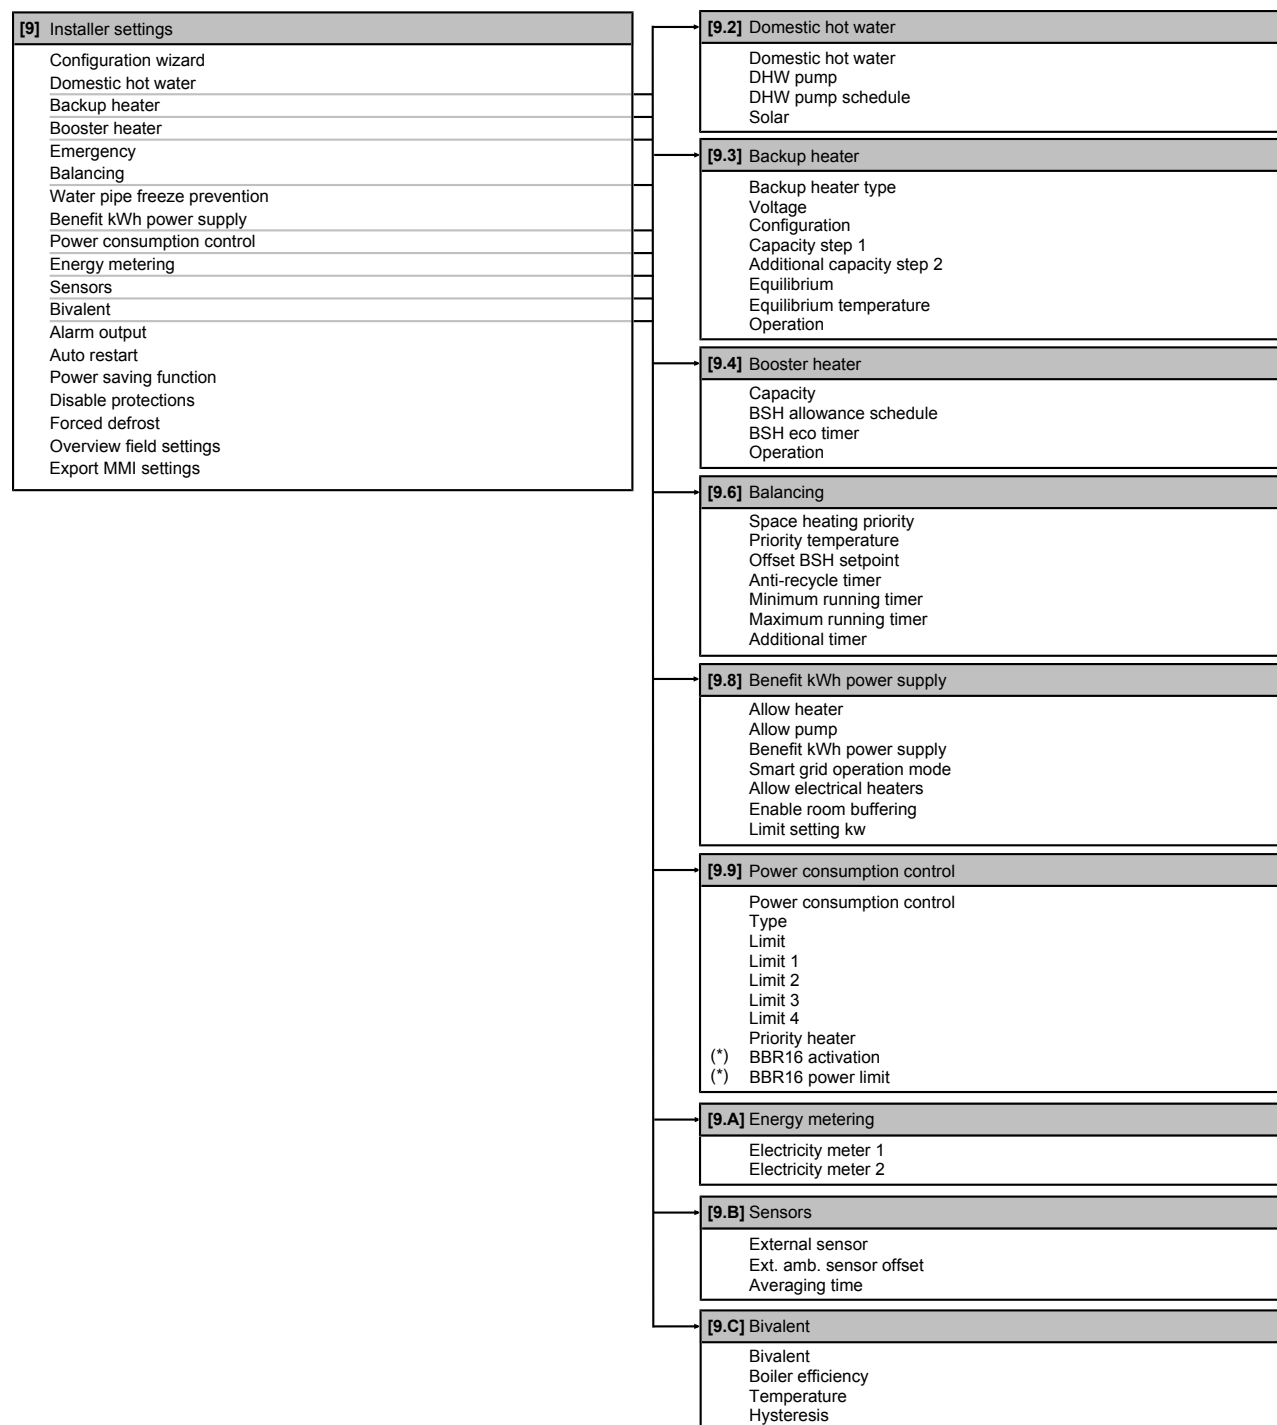 [9] Installer settings
Configuration wizard
Domestic hot water
Backup heater
Booster heater
Emergency
Balancing
Water pipe freeze prevention
Benefit kWh power supply
Power consumption control
Energy metering
Sensors
Bivalent
Alarm output
Auto restart
Power saving function
Disable protections
Forced defrost
Overview field settings
Export MMI settings
[9.2] Domestic hot water
Domestic hot water
DHW pump
DHW pump schedule
Solar
[9.3] Backup heater
Backup heater type
Voltage
Configuration
Capacity step 1
Additional capacity step 2
Equilibrium
Equilibrium temperature
Operation
[9.4] Booster heater
Capacity
BSH allowance schedule
BSH eco timer
Operation
[9.6] Balancing
Space heating priority
Priority temperature
Offset BSH setpoint
Anti-recycle timer
Minimum running timer
Maximum running timer
Additional timer
[9.8] Benefit kWh power supply
Allow heater
Allow pump
Benefit kWh power supply
Smart grid operation mode
Allow electrical heaters
Enable room buffering
Limit setting kw
[9.9] Power consumption control
Power consumption control
Type
Limit
Limit 1
Limit 2
Limit 3
Limit 4
Priority heater
(*) BBR16 activation
(*) BBR16 power limit
[9.A] Energy metering
Electricity meter 1
Electricity meter 2
[9.B] Sensors
External sensor
Ext. amb. sensor offset
Averaging time
[9.C] Bivalent
Bivalent
Boiler efficiency
Temperature
Hysteresis